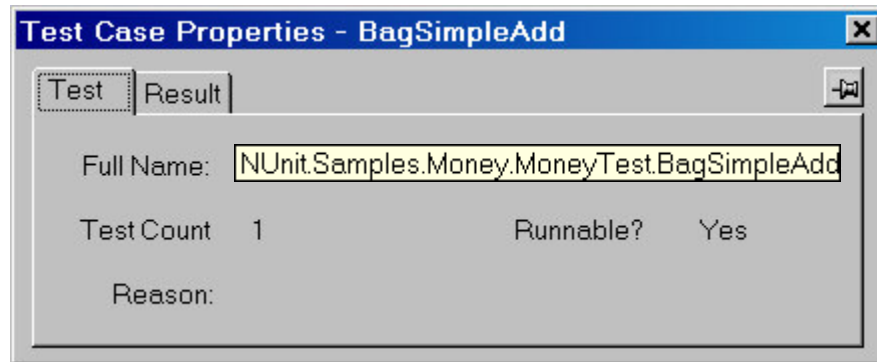 Test Case Properties - BagSimpleAdd
Test Result
Full Name: NUnit.Samples.Money.MoneyTest.BagSimpleAdd
Test Count 1 Runnable? Yes
Reason: